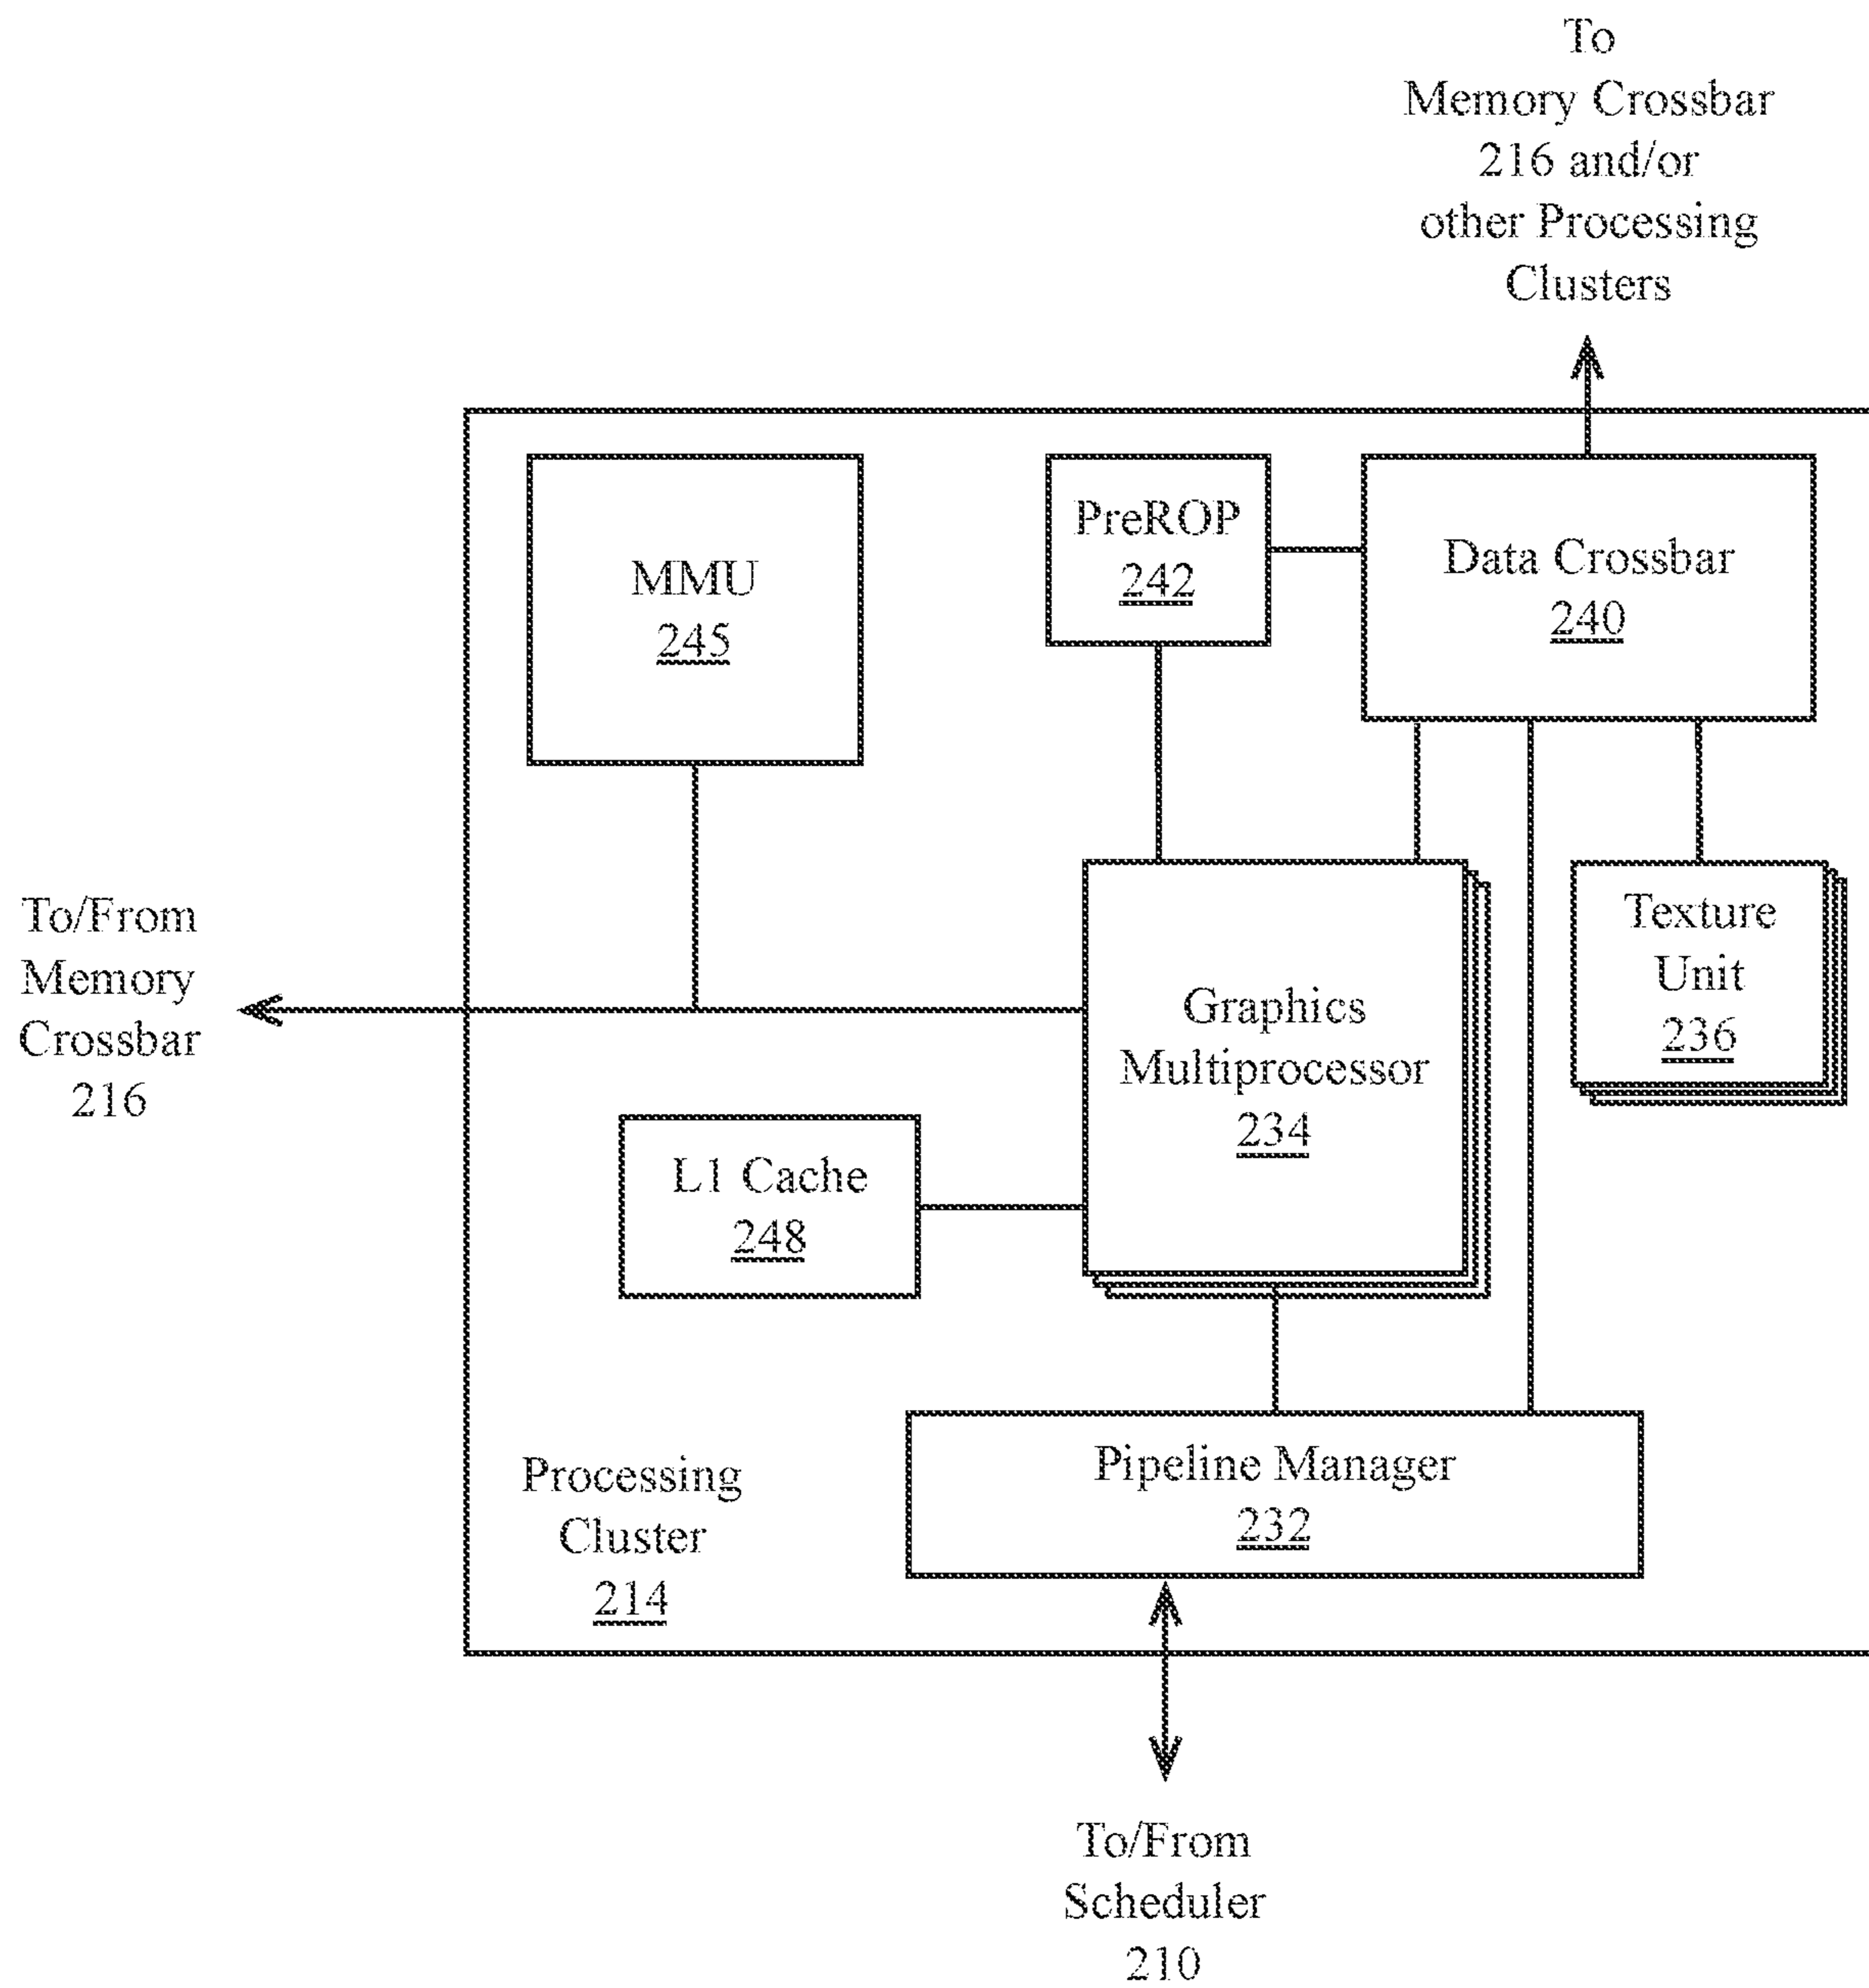 To
Memory Crossbar
216 and/or
other Processing
Clusters
MMU
245
PreROP
242
Data Crossbar
240
To/From
Memory
Crossbar
216
Graphics
Multiprocessor
234
Texture
Unit
236
L1 Cache
248
Pipeline Manager
232
Processing
Cluster
214
To/From
Scheduler
210